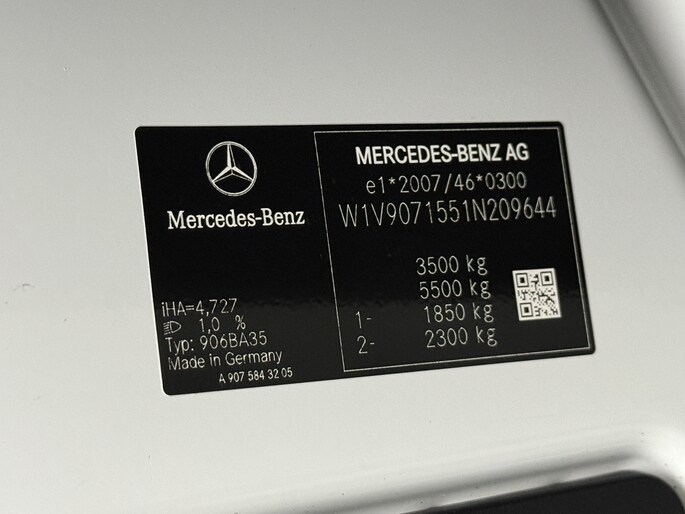 Mercedes-Benz
iHA=4,727
1,0 %
Typ: 906BA35
Made in Germany
A 907 584 32 05
MERCEDES-BENZ AG
e1*2007/46*0300
W1V9071551N209644
3500 kg
5500 kg
1- 1850 kg
2- 2300 kg